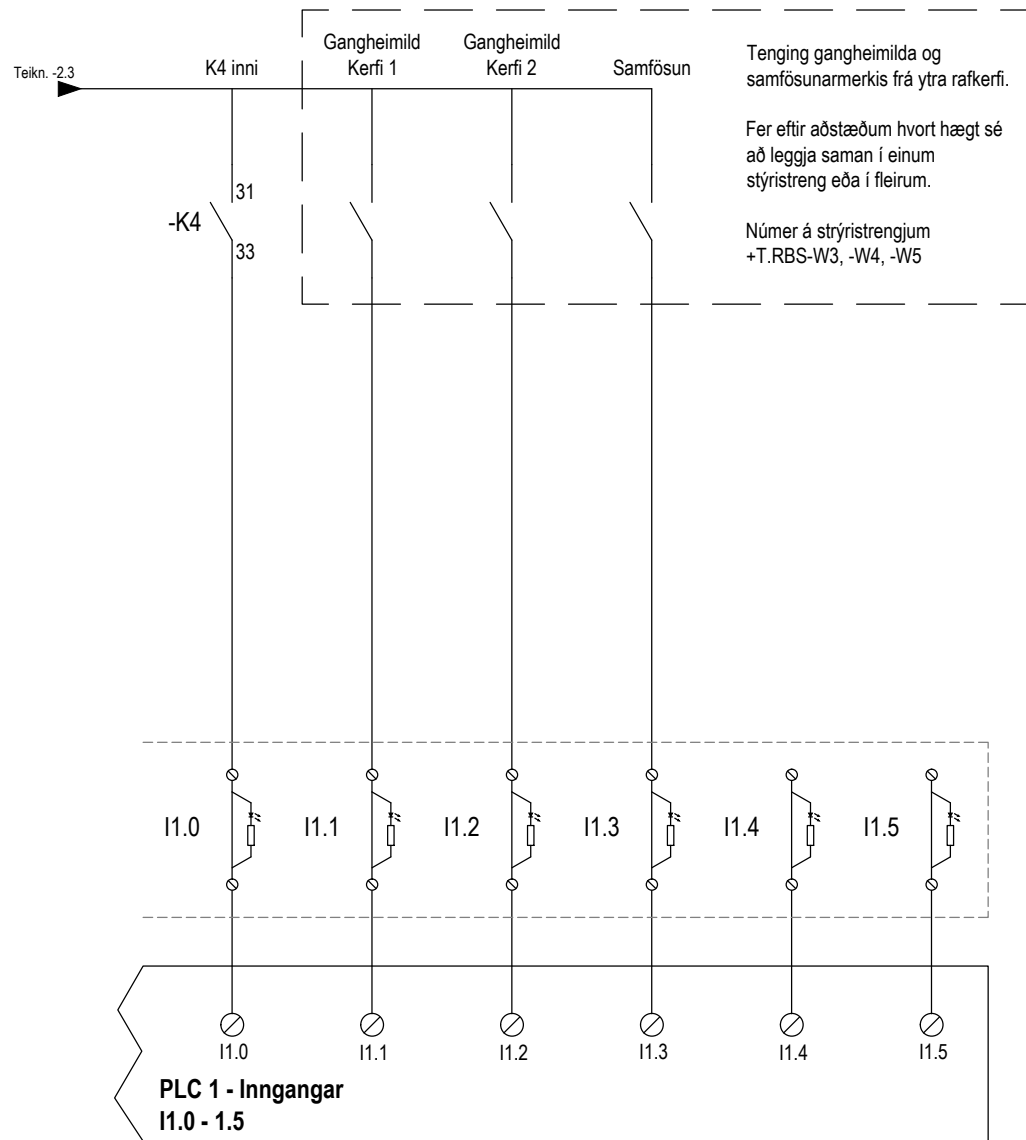 Teikn. -2.3
K4 inni
Gangheimild
Kerfi 1
Gangheimild
Kerfi 2
Samfösun
Tenging gangheimilda og
samfösunarmerkis frá ytra rafkerfi.
Fer eftir aðstæðum hvort hægt sé
að leggja saman í einum
stýristreng eða í fleirum.
Númer á strýristrengjum
+T.RBS-W3, -W4, -W5
-K4
31
33
I1.0
I1.1
I1.2
I1.3
I1.4
I1.5
I1.0
I1.1
I1.2
I1.3
I1.4
I1.5
PLC 1 - Inngangar
I1.0 - 1.5